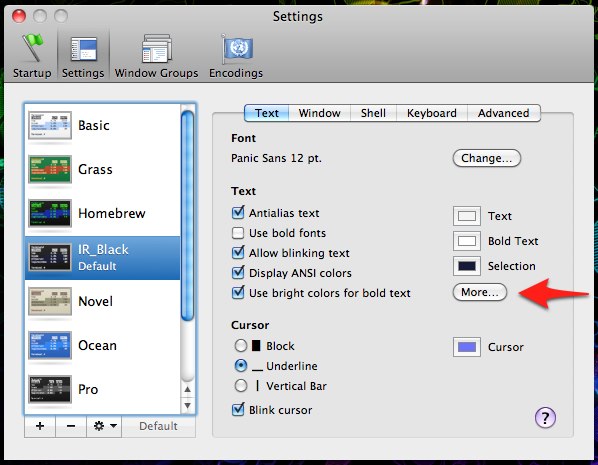 Settings
Startup Settings Window Groups Encodings
Basic
Grass
Homebrew
IR_Black
Default
Novel
Ocean
Pro
+ − Default
Text Window Shell Keyboard Advanced
Font
Panic Sans 12 pt. Change...
Text
Antialias text
Use bold fonts
Allow blinking text
Display ANSI colors
Use bright colors for bold text
Text
Bold Text
Selection
More...
Cursor
Block
Underline
Vertical Bar
Blink cursor
Cursor
?